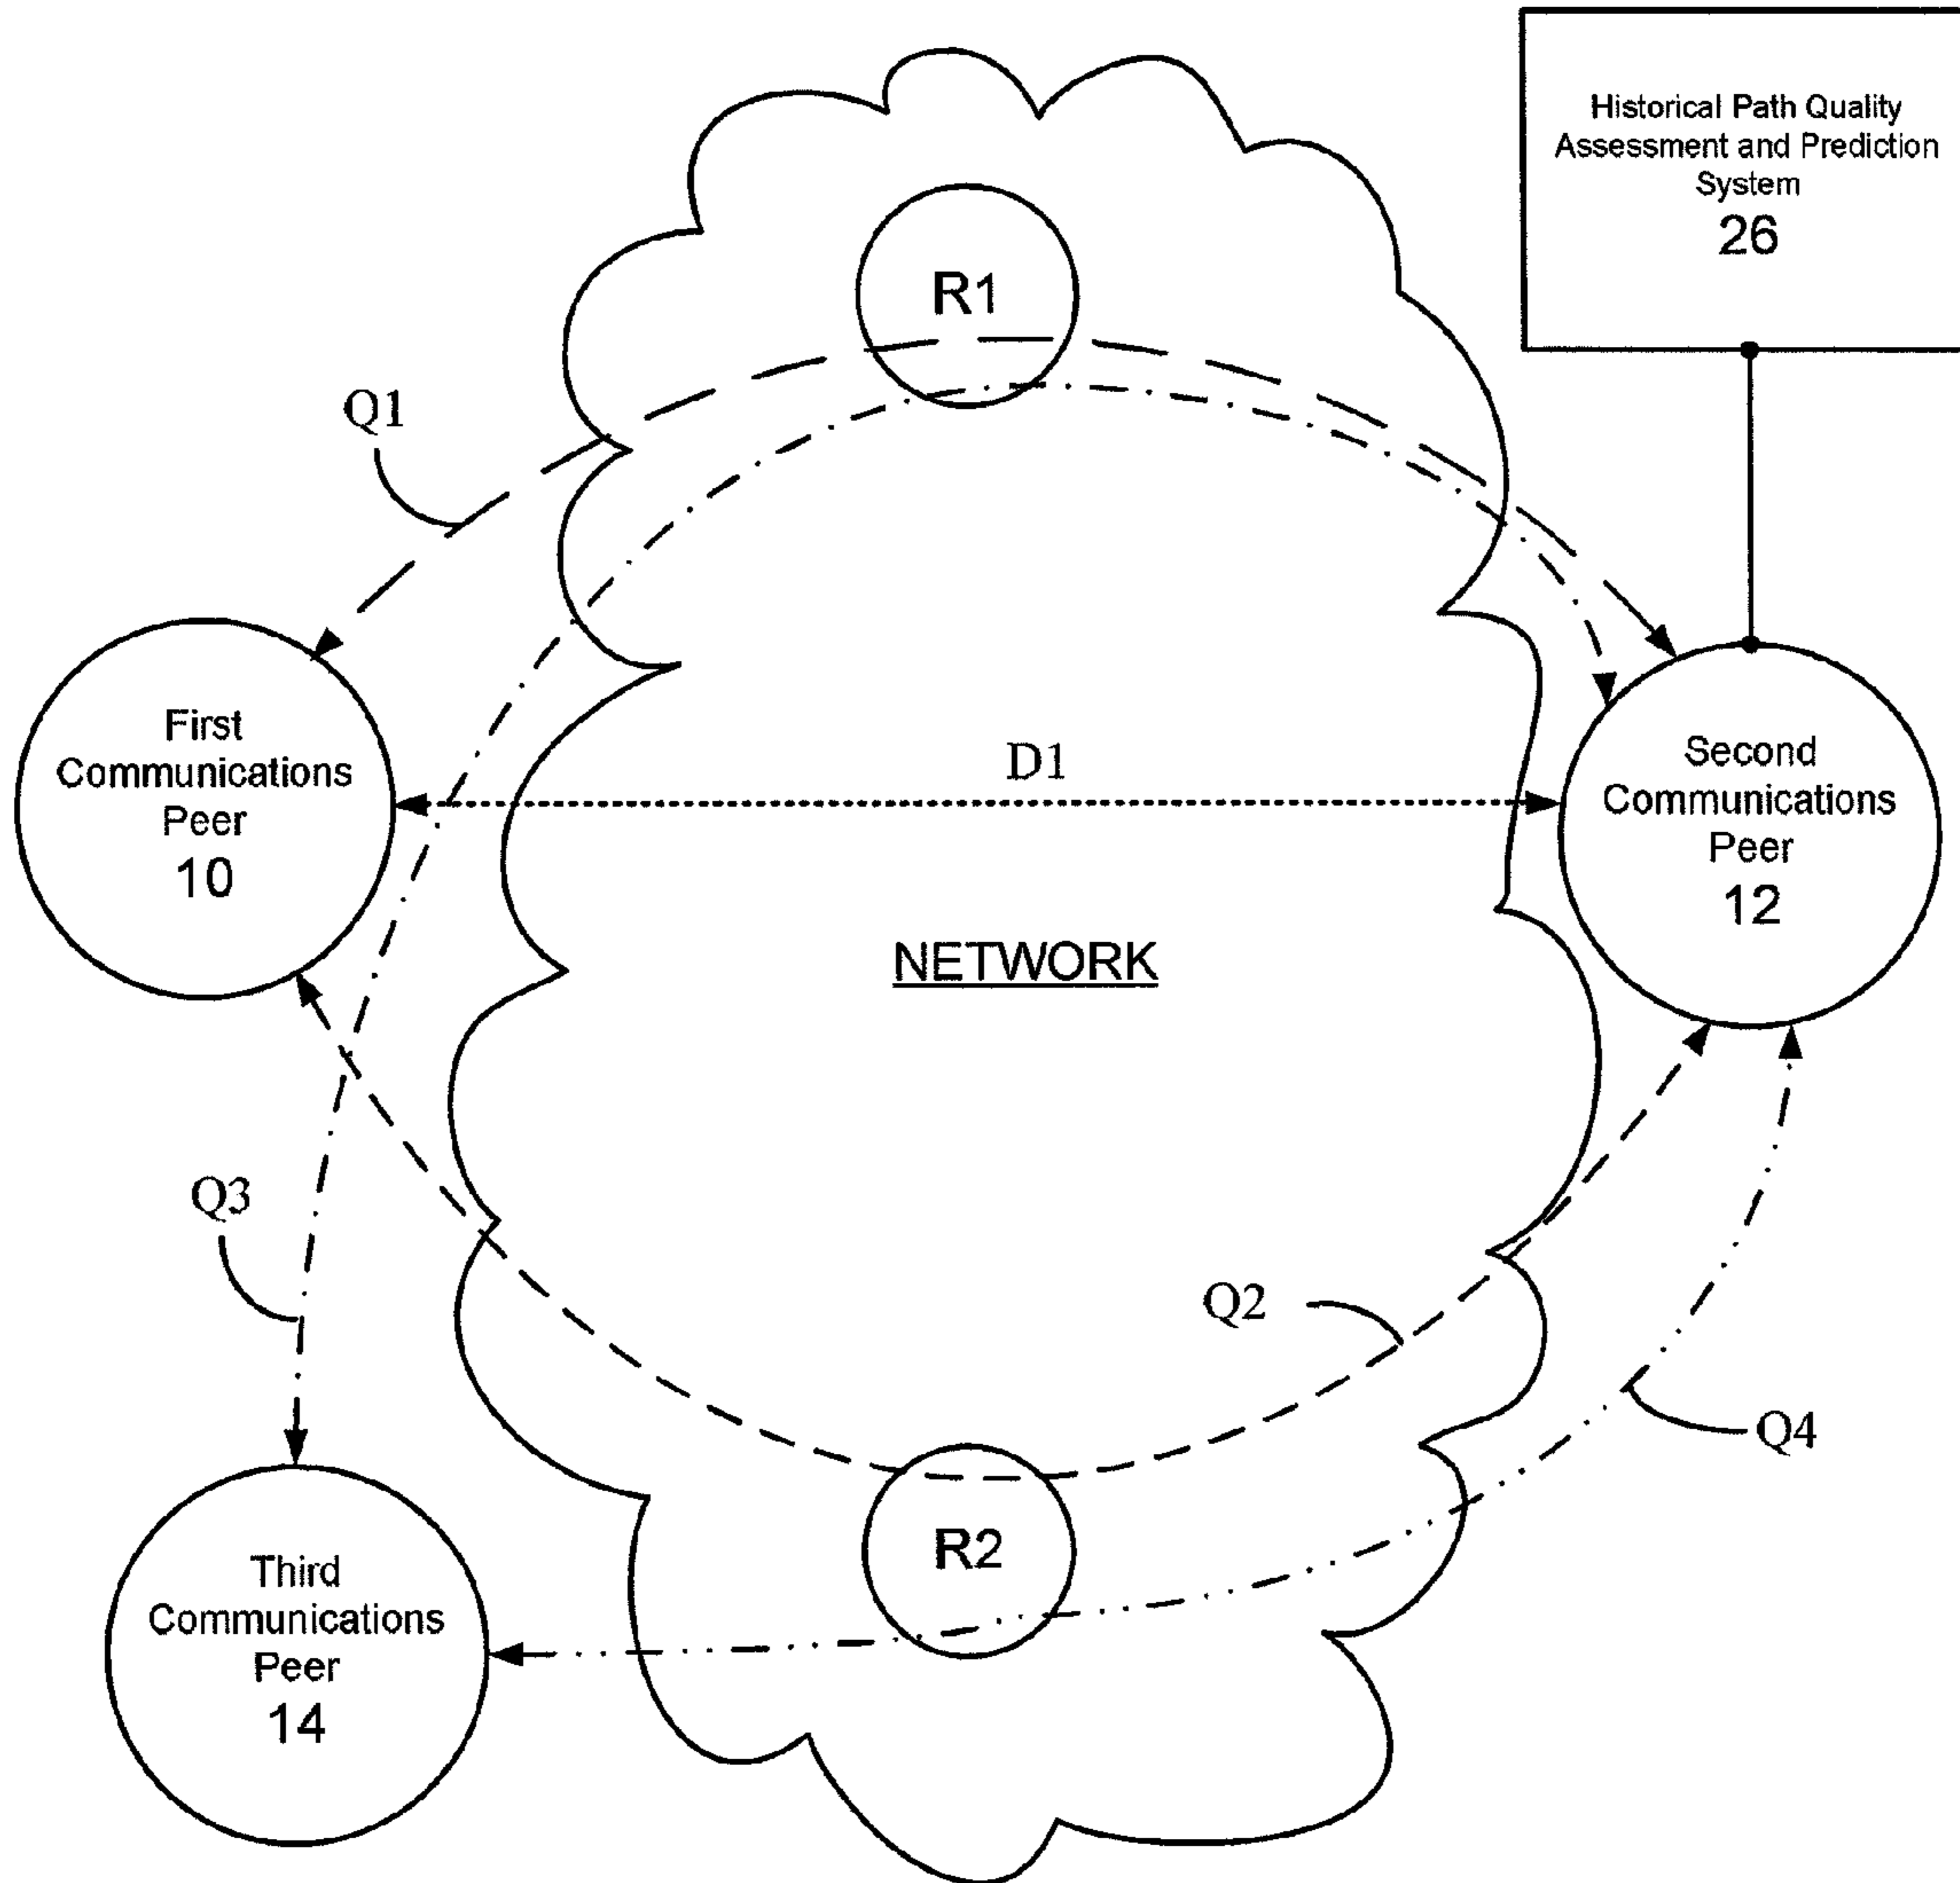 Historical Path Quality
Assessment and Prediction
System
26
R1
Q1
First
Communications
Peer
10
D1
Second
Communications
Peer
12
NETWORK
Q3
Q2
Q4
R2
Third
Communications
Peer
14